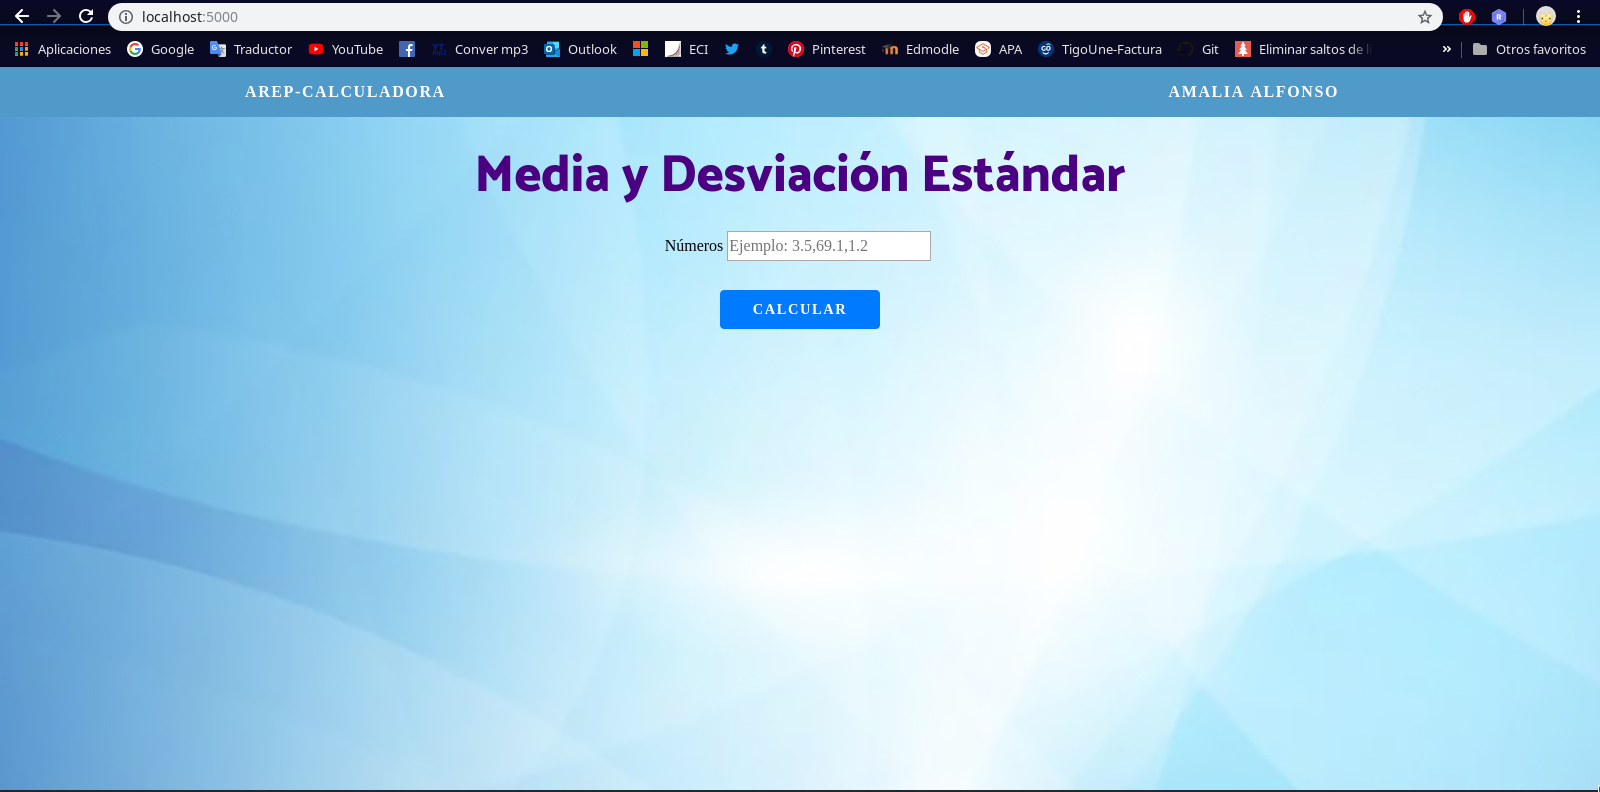 localhost:5000
Aplicaciones Google Traductor YouTube Conver mp3 Outlook ECI Pinterest Edmodle APA TigoUne-Factura Git Eliminar saltos de » Otros favoritos
AREP-CALCULADORA AMALIA ALFONSO
Media y Desviación Estándar
Números Ejemplo: 3.5,69.1,1.2
CALCULAR